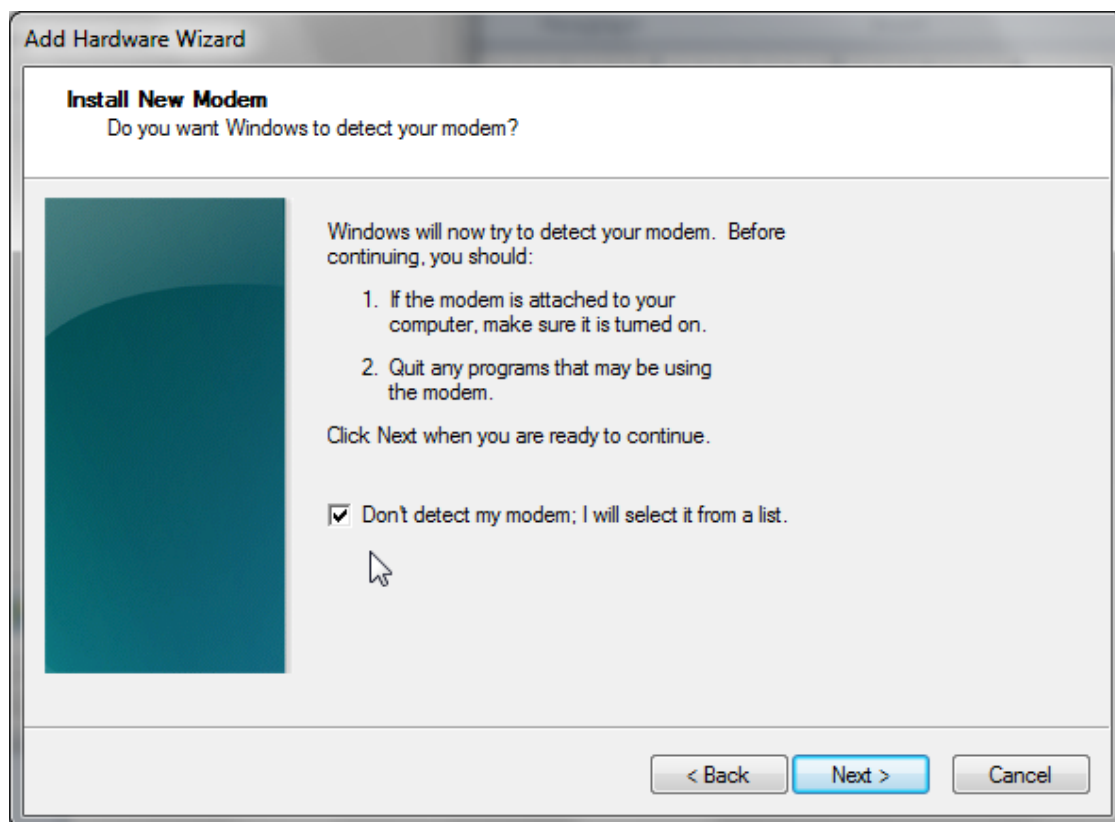 Add Hardware Wizard
Install New Modem
Do you want Windows to detect your modem?
Windows will now try to detect your modem.  Before
continuing, you should:
1. If the modem is attached to your
computer, make sure it is turned on.
2. Quit any programs that may be using
the modem.
Click Next when you are ready to continue.
Don't detect my modem; I will select it from a list.
< Back
Next >
Cancel